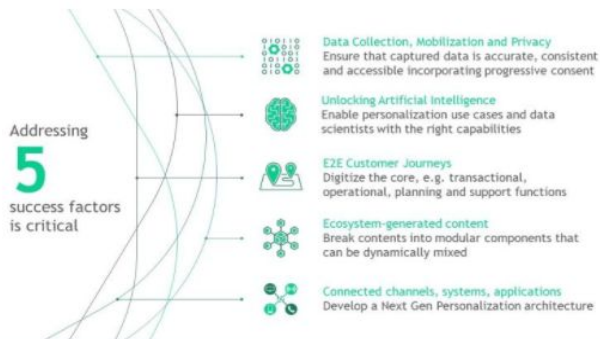 Addressing
5
success factors
is critical
Data Collection, Mobilization and Privacy
Ensure that captured data is accurate, consistent
and accessible incorporating progressive consent
Unlocking Artificial Intelligence
Enable personalization use cases and data
scientists with the right capabilities
E2E Customer Journeys
Digitize the core, e.g. transactional,
operational, planning and support functions
Ecosystem-generated content
Break contents into modular components that
can be dynamically mixed
Connected channels, systems, applications
Develop a Next Gen Personalization architecture